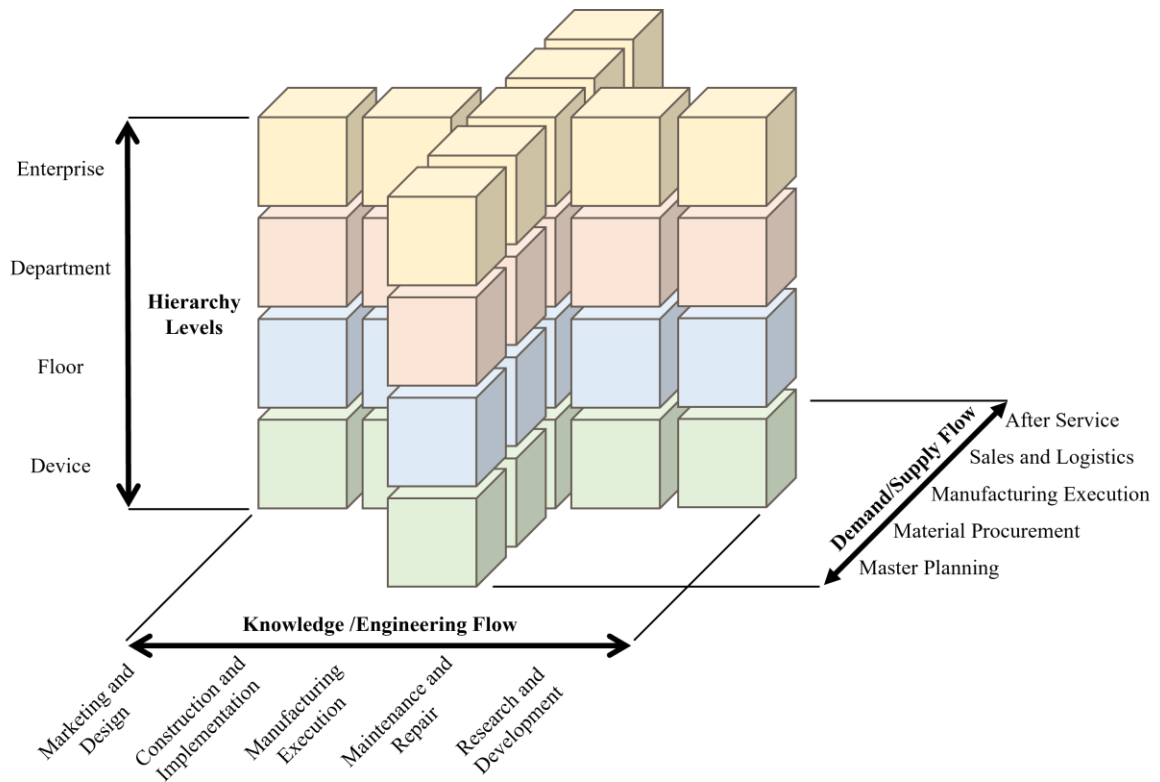 Enterprise
Department
Hierarchy
Levels
Floor
Device
Demand/Supply Flow
After Service
Sales and Logistics
Manufacturing Execution
Material Procurement
Master Planning
Knowledge /Engineering Flow
Marketing and
Design
Construction and
Implementation
Manufacturing
Execution
Maintenance and
Repair
Research and
Development